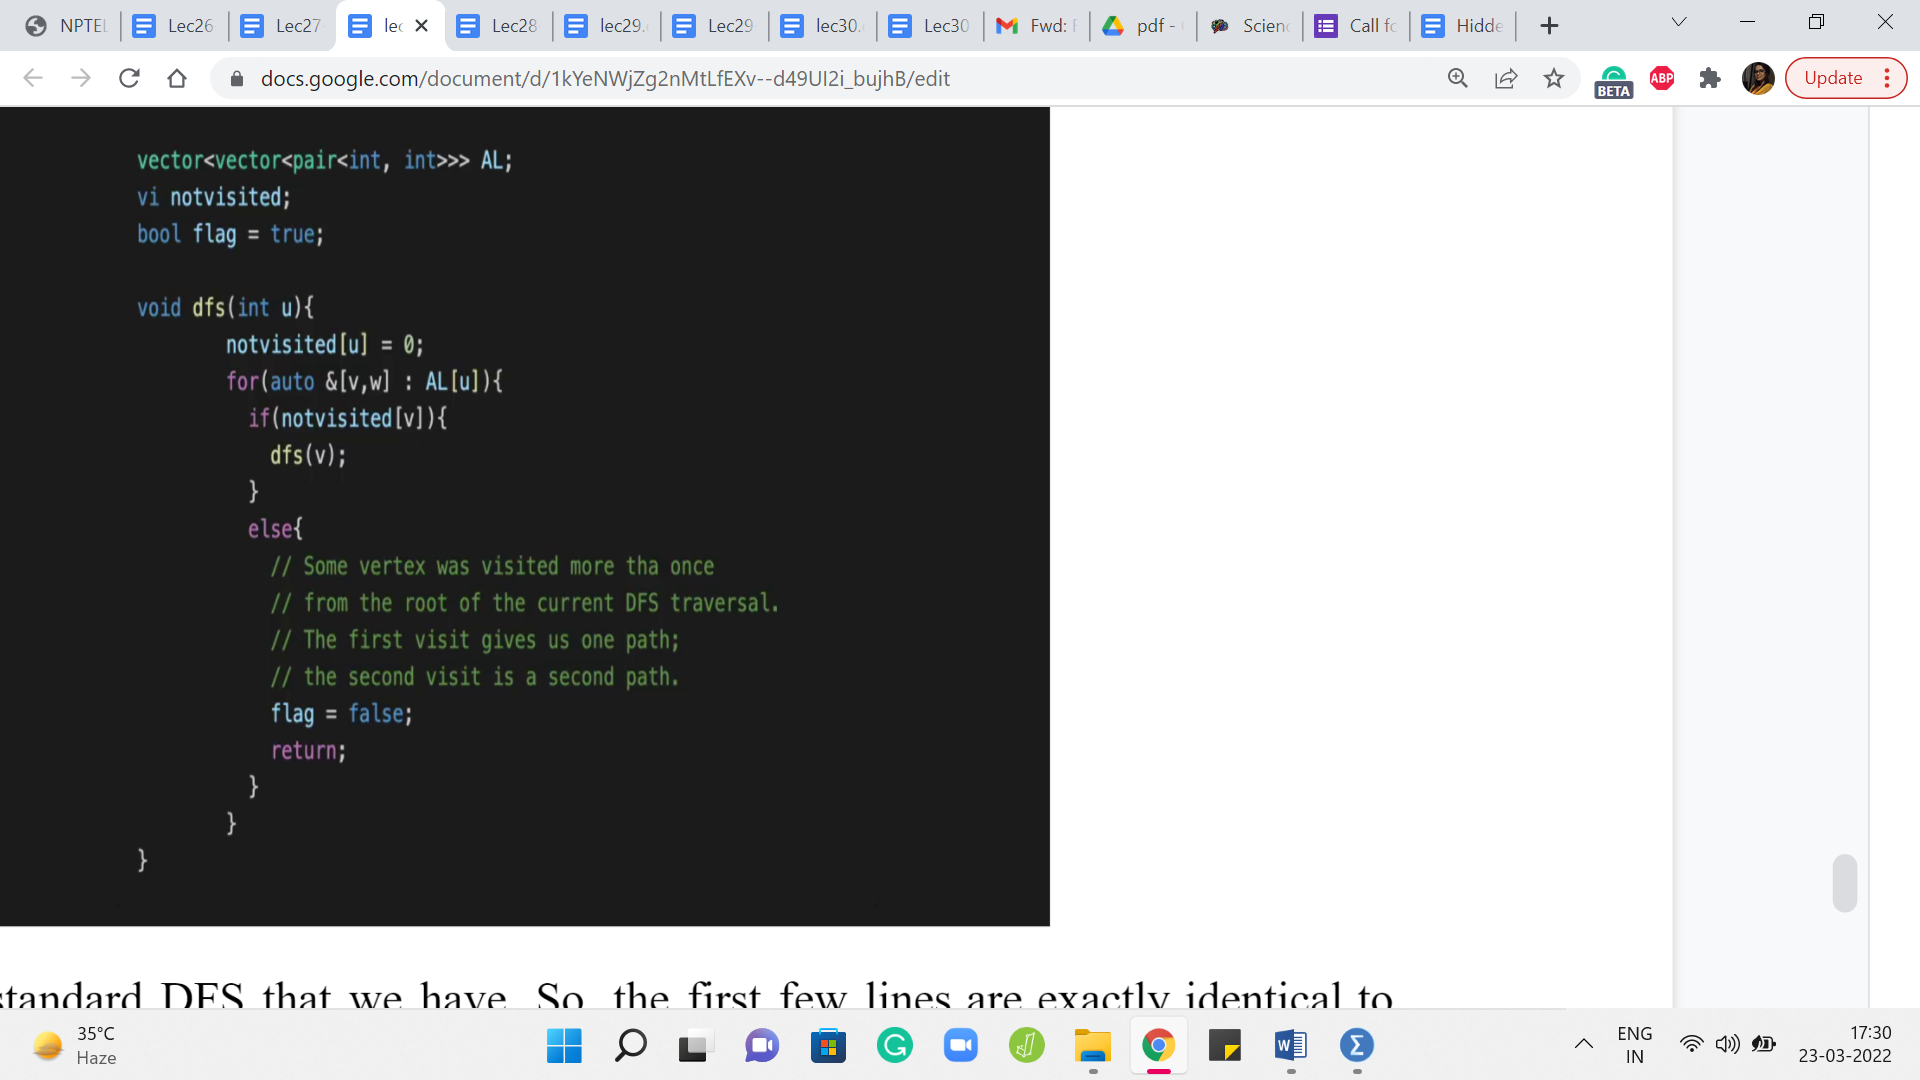 NPTEL
Lec26
Lec27
lec
Lec28
lec29.
Lec29
lec30.
Lec30
Fwd: F
pdf -
Scienc
Call fo
Hidde
docs.google.com/document/d/1kYeNWjZg2nMtLfEXv--d49UI2i_bujhB/edit
BETA
ABP
Update
vector<vector<pair<int, int>>> AL;
vi notvisited;
bool flag = true;
void dfs(int u){
notvisited[u] = 0;
for(auto &[v,w] : AL[u]){
if(notvisited[v]){
dfs(v);
}
else{
// Some vertex was visited more tha once
// from the root of the current DFS traversal.
// The first visit gives us one path;
// the second visit is a second path.
flag = false;
return;
}
}
}
standard DFS that we have. So, the first few lines are exactly identical to
35°C
Haze
ENG
IN
17:30
23-03-2022